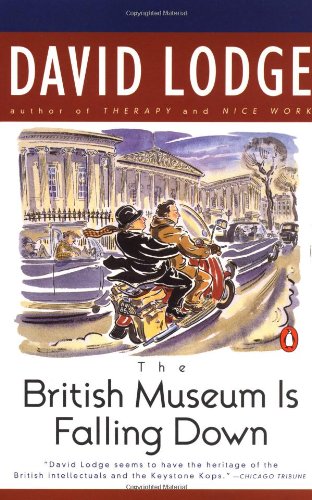 DAVID LODGE
author of THERAPY and NICE WORK
The
British Museum Is
Falling Down
"David Lodge seems to have the heritage of the
British intellectuals and the Keystone Kops."—CHICAGO TRIBUNE